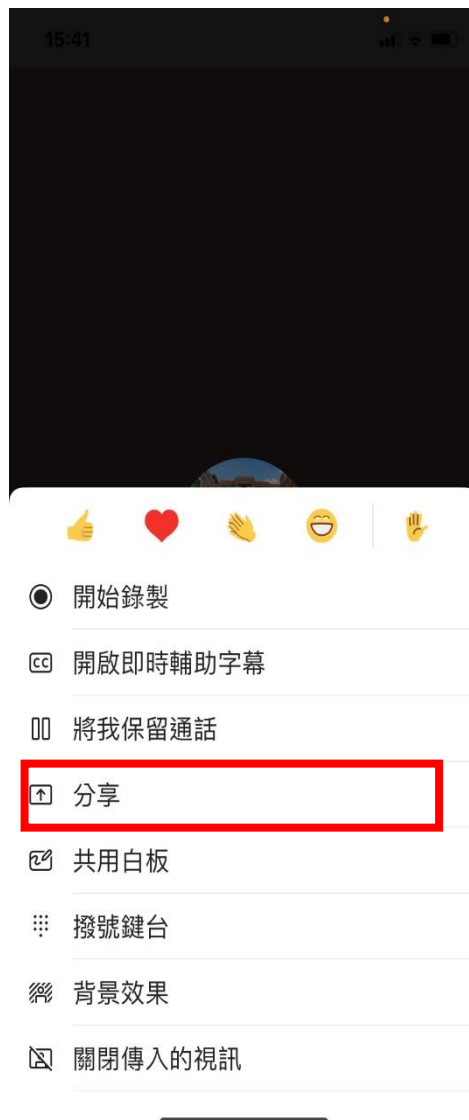 15:41
開始錄製
CC 開啟即時輔助字幕
將我保留通話
分享
共用白板
撥號鍵台
背景效果
關閉傳入的視訊